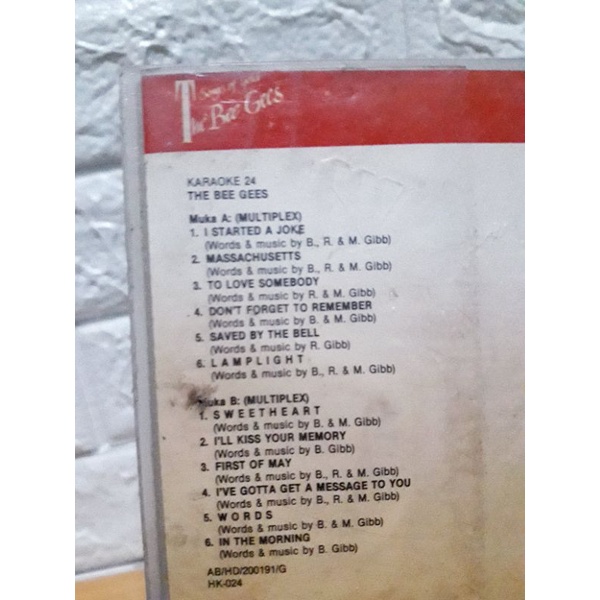 Songs of
The Bee Gees
KARAOKE 24
THE BEE GEES
Muka A: (MULTIPLEX)
1. I STARTED A JOKE
(Words & music by B., R. & M. Gibb)
2. MASSACHUSETTS
(Words & music by B., R. & M. Gibb)
3. TO LOVE SOMEBODY
(Words & music by R. & M. Gibb)
4. DON'T FORGET TO REMEMBER
(Words & music by B. & M. Gibb)
5. SAVED BY THE BELL
(Words & music by R. Gibb)
6. LAMPLIGHT
(Words & music by B., R. & M. Gibb)
Muka B: (MULTIPLEX)
1. SWEETHEART
(Words & music by B. & M. Gibb)
2. I'LL KISS YOUR MEMORY
(Words & music by B. Gibb)
3. FIRST OF MAY
(Words & music by B., R. & M. Gibb)
4. I'VE GOTTA GET A MESSAGE TO YOU
(Words & music by B., R. & M. Gibb)
5. WORDS
(Words & music by B. & M. Gibb)
6. IN THE MORNING
(Words & music by B. Gibb)
AB/HD/200191/G
HK-024